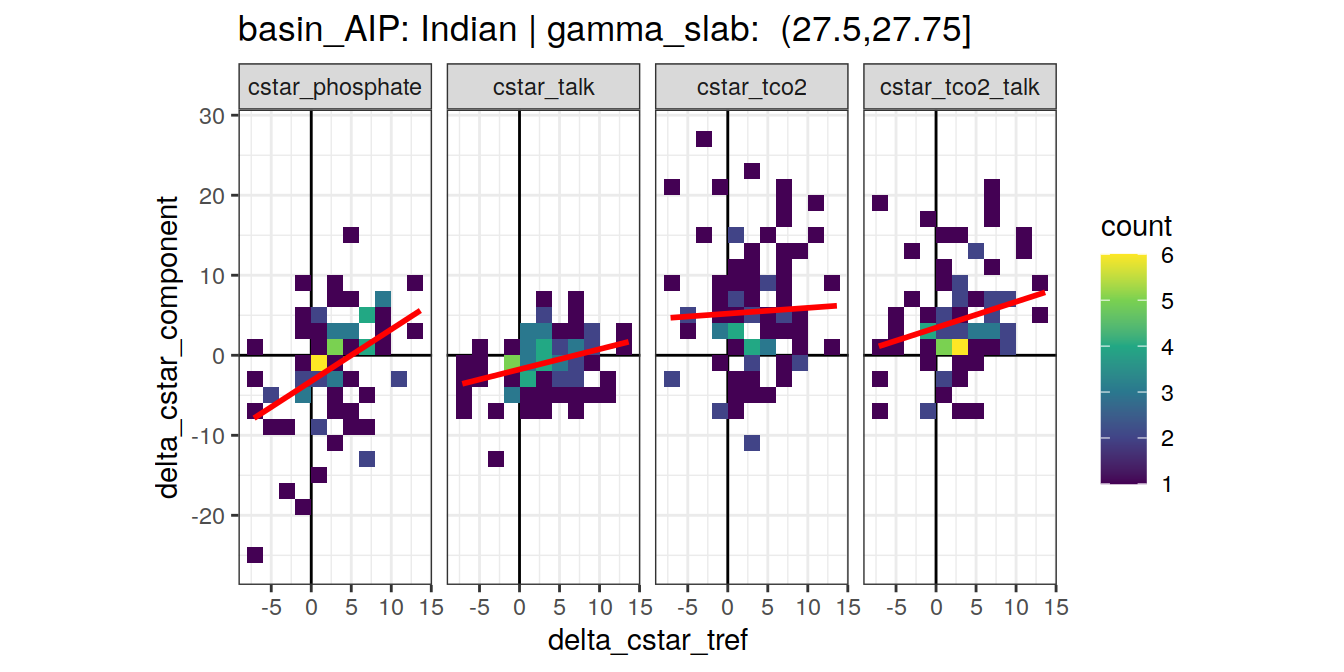 basin_AIP: Indian | gamma_slab:  (27.5,27.75]
cstar_phosphate
cstar_talk
cstar_tco2
cstar_tco2_talk
30
20
10
0
-10
-20
delta_cstar_component
-5 0 5 10 15
-5 0 5 10 15
-5 0 5 10 15
-5 0 5 10 15
delta_cstar_tref
count
6
5
4
3
2
1